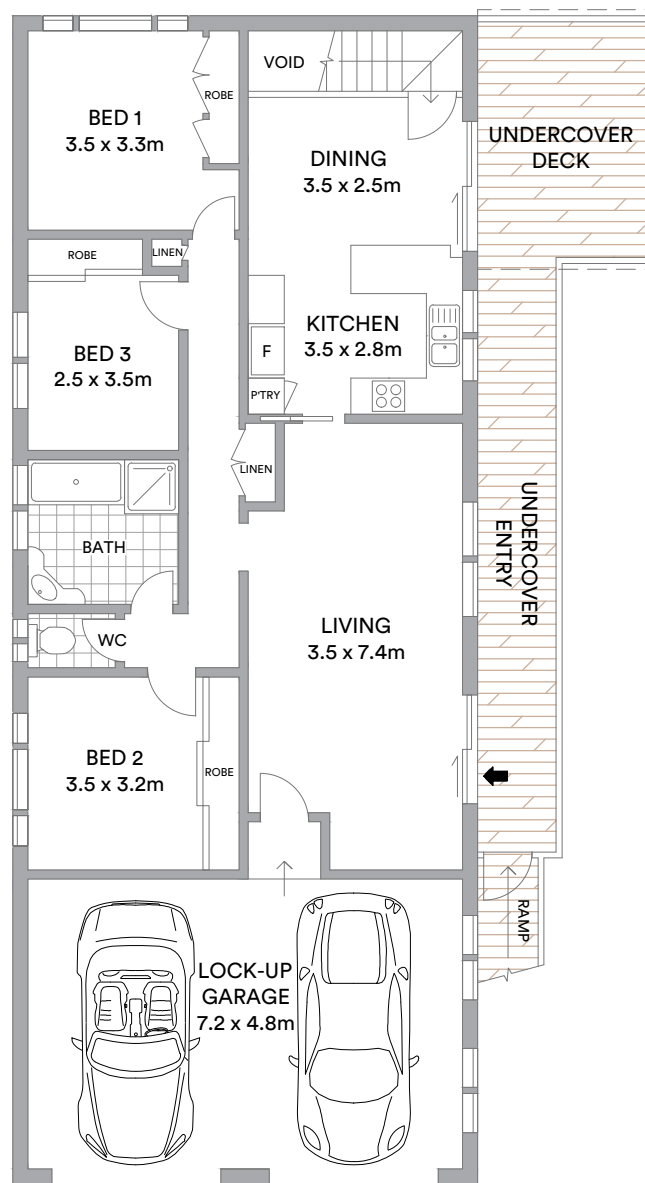 VOID
ROBE
BED 1
3.5 x 3.3m
DINING
3.5 x 2.5m
UNDERCOVER
DECK
ROBE
LINEN
BED 3
2.5 x 3.5m
KITCHEN
3.5 x 2.8m
F
P'TRY
LINEN
BATH
UNDERCOVER
ENTRY
WC
LIVING
3.5 x 7.4m
BED 2
3.5 x 3.2m
ROBE
RAMP
LOCK-UP
GARAGE
7.2 x 4.8m